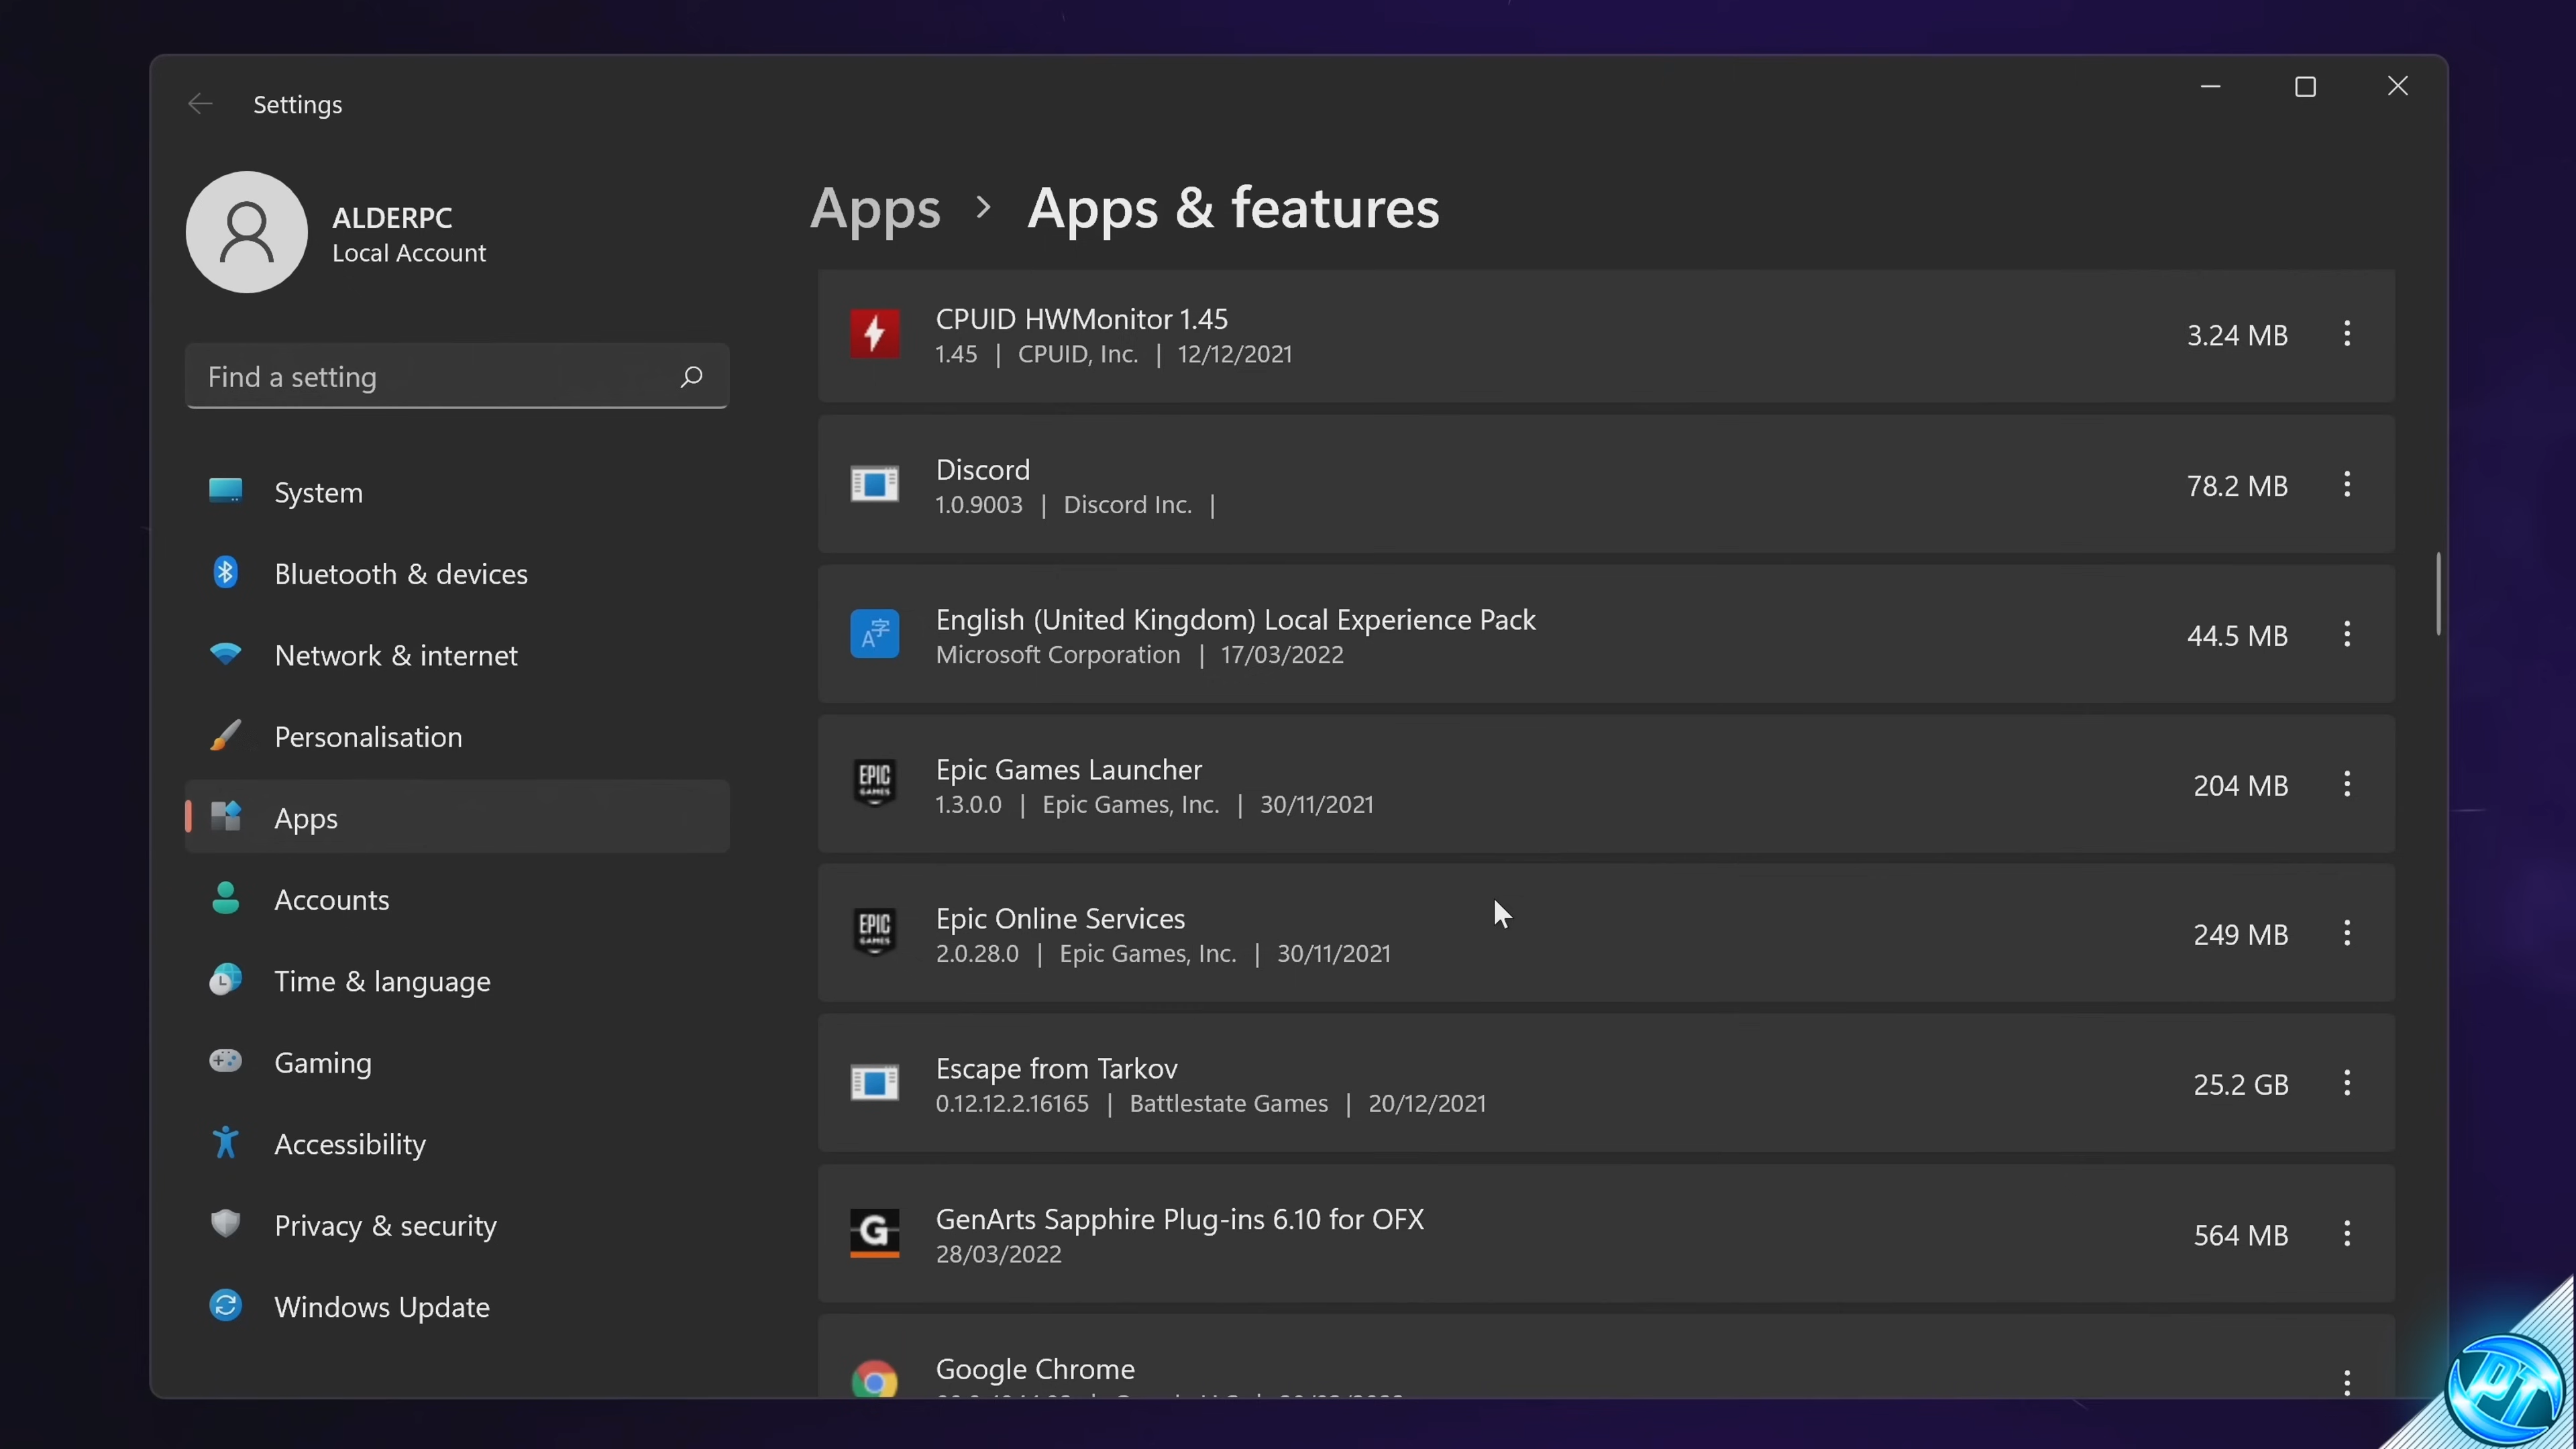 Settings
ALDERPC
Local Account
Find a setting
System
Bluetooth & devices
Network & internet
Personalisation
Apps
Accounts
Time & language
Gaming
Accessibility
Privacy & security
Windows Update
Apps > Apps & features
CPUID HWMonitor 1.45
1.45 | CPUID, Inc. | 12/12/2021
3.24 MB
Discord
1.0.9003 | Discord Inc. |
78.2 MB
English (United Kingdom) Local Experience Pack
Microsoft Corporation | 17/03/2022
44.5 MB
Epic Games Launcher
1.3.0.0 | Epic Games, Inc. | 30/11/2021
204 MB
Epic Online Services
2.0.28.0 | Epic Games, Inc. | 30/11/2021
249 MB
Escape from Tarkov
0.12.12.2.16165 | Battlestate Games | 20/12/2021
25.2 GB
GenArts Sapphire Plug-ins 6.10 for OFX
28/03/2022
564 MB
Google Chrome
EPIC GAMES
EPIC GAMES
G
PT